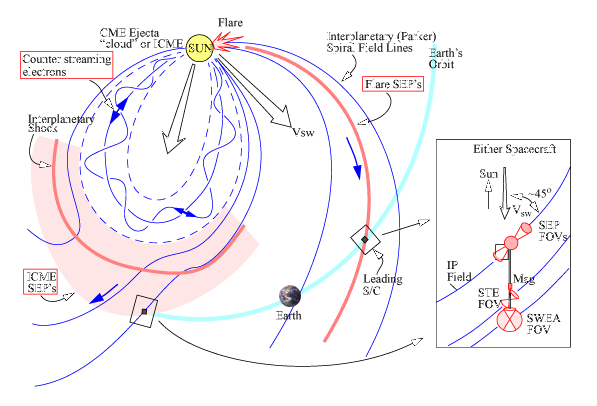 Flare
CME Ejecta
"cloud" or ICME
SUN
Interplanetary (Parker)
Spiral Field Lines
Earth's
Orbit
Counter streaming
electrons
Flare SEP's
Interplanetary
Shock
Vsw
Either Spacecraft
Sun
~45°
Vsw
SEP
FOVs
IP
Field
Mag
STE
FOV
SWEA
FOV
ICME
SEP's
Leading
S/C
Earth